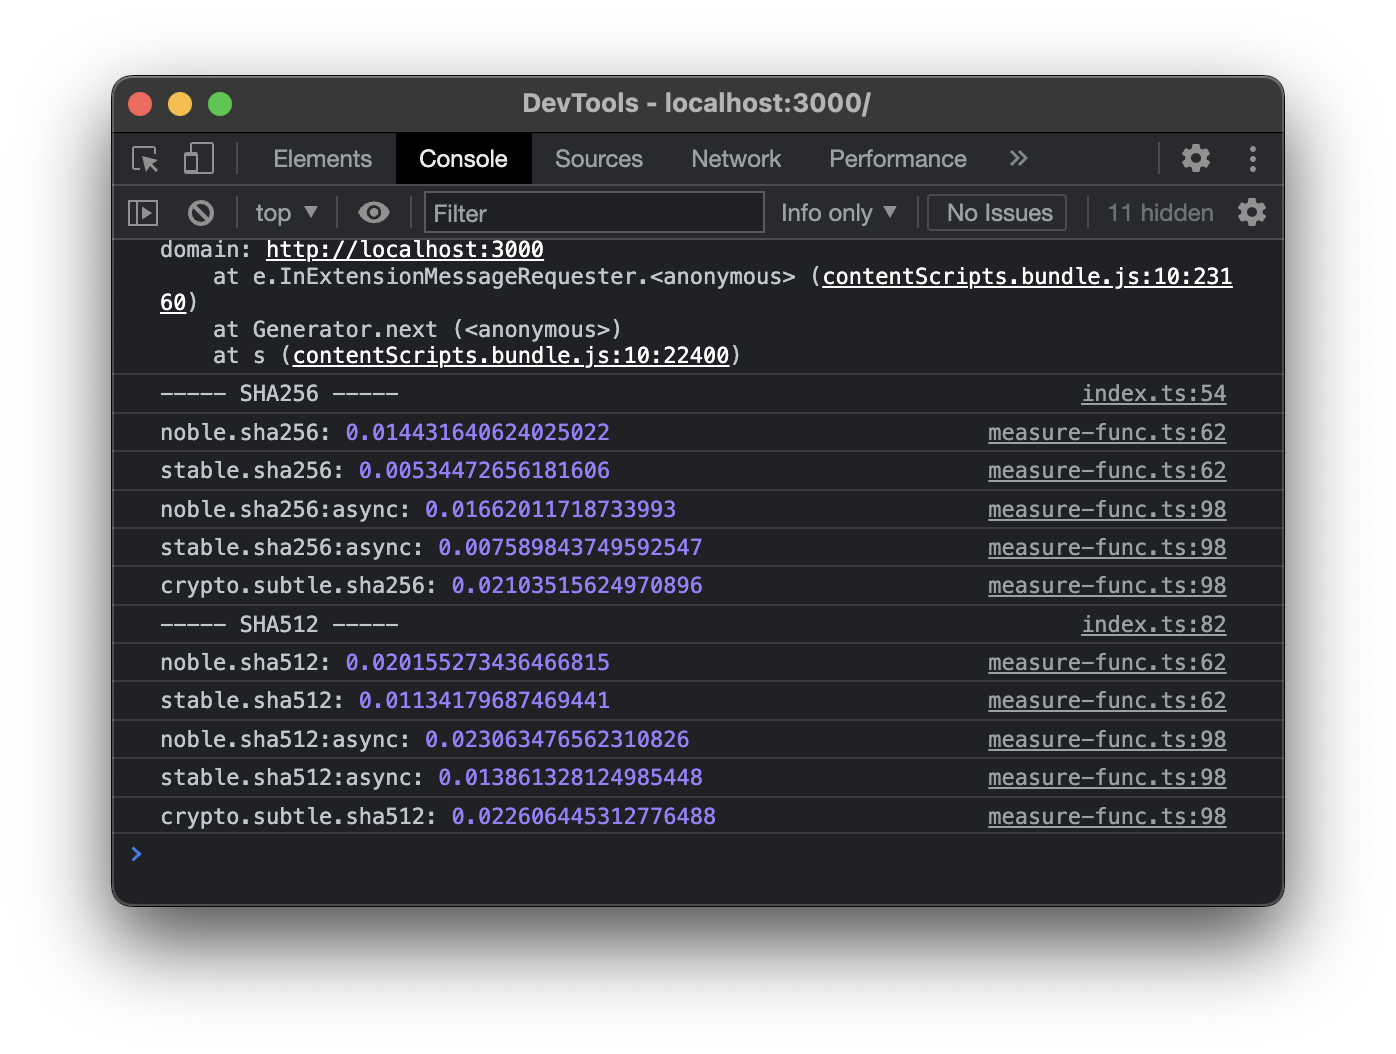 DevTools - localhost:3000/
Elements Console Sources Network Performance »
top ▼ Filter Info only ▼ No Issues 11 hidden
domain: http://localhost:3000
at e.InExtensionMessageRequester.<anonymous> (contentScripts.bundle.js:10:231
60)
at Generator.next (<anonymous>)
at s (contentScripts.bundle.js:10:22400)
----- SHA256 ----- index.ts:54
noble.sha256: 0.014431640624025022 measure-func.ts:62
stable.sha256: 0.00534472656181606 measure-func.ts:62
noble.sha256:async: 0.01662011718733993 measure-func.ts:98
stable.sha256:async: 0.007589843749592547 measure-func.ts:98
crypto.subtle.sha256: 0.02103515624970896 measure-func.ts:98
----- SHA512 ----- index.ts:82
noble.sha512: 0.020155273436466815 measure-func.ts:62
stable.sha512: 0.01134179687469441 measure-func.ts:62
noble.sha512:async: 0.023063476562310826 measure-func.ts:98
stable.sha512:async: 0.013861328124985448 measure-func.ts:98
crypto.subtle.sha512: 0.022606445312776488 measure-func.ts:98